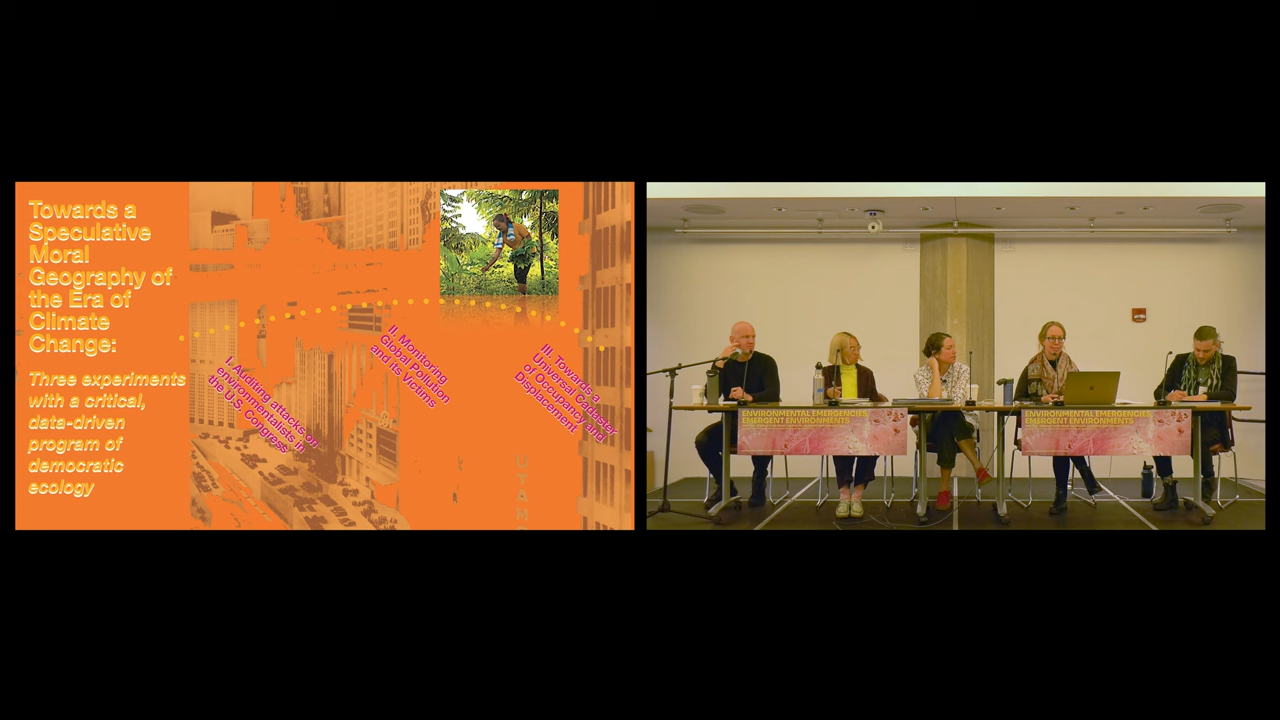 Towards a
Speculative
Moral
Geography of
the Era of
Climate
Change:
Three experiments
with a critical,
data-driven
program of
democratic
ecology
I. Auditing attacks on
environmentalists in
the U.S. Congress
II. Monitoring
Global Pollution
and its Victims
III. Towards a
Universal Cadaster
of Occupancy and
Displacement
UTAMO
ENVIRONMENTAL EMERGENCIES
EMERGENT ENVIRONMENTS
ENVIRONMENTAL EMERGENCIES
EMERGENT ENVIRONMENTS